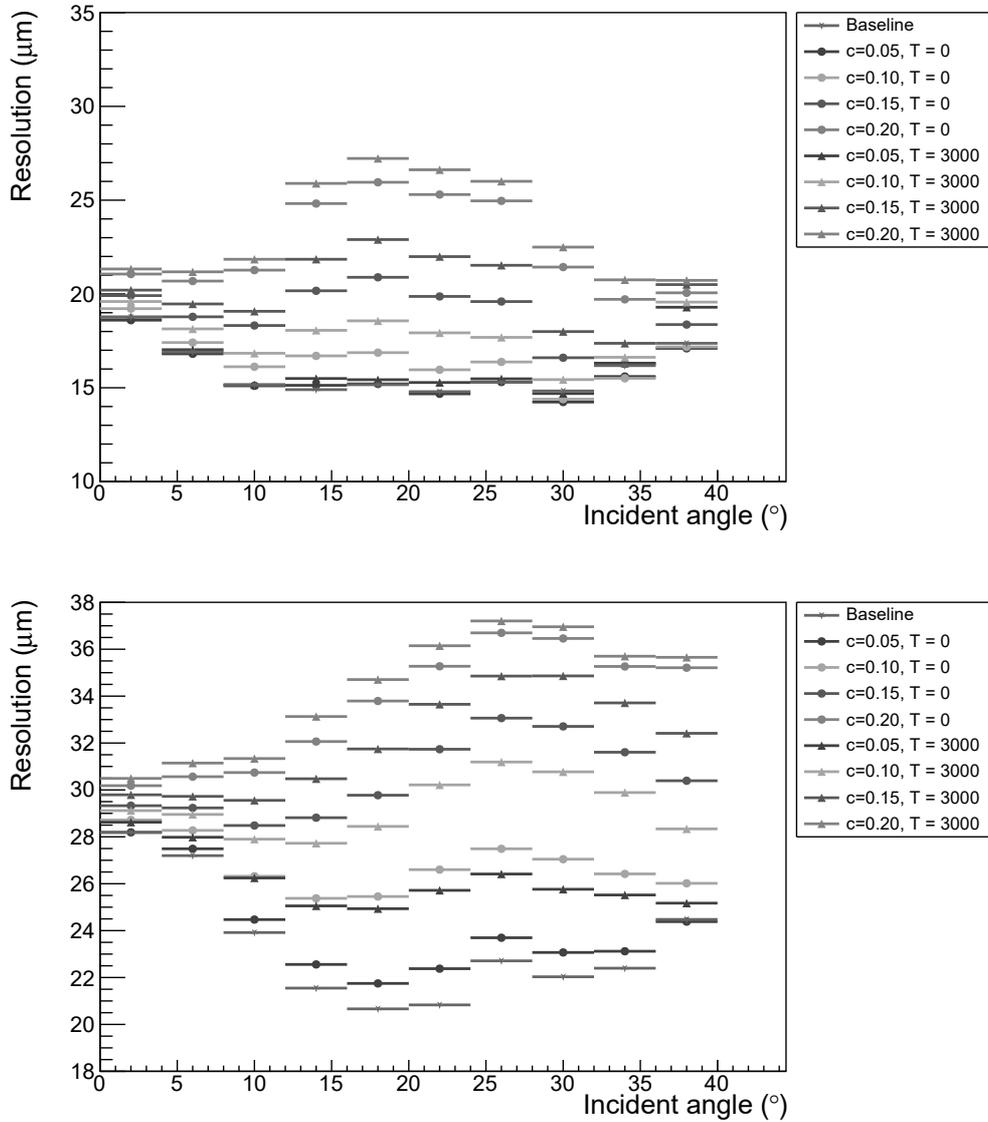 Resolution (μm)
35
30
25
20
15
10
0 5 10 15 20 25 30 35 40
Incident angle (°)
Baseline
c=0.05, T = 0
c=0.10, T = 0
c=0.15, T = 0
c=0.20, T = 0
c=0.05, T = 3000
c=0.10, T = 3000
c=0.15, T = 3000
c=0.20, T = 3000
Resolution (μm)
38
36
34
32
30
28
26
24
22
20
18
0 5 10 15 20 25 30 35 40
Incident angle (°)
Baseline
c=0.05, T = 0
c=0.10, T = 0
c=0.15, T = 0
c=0.20, T = 0
c=0.05, T = 3000
c=0.10, T = 3000
c=0.15, T = 3000
c=0.20, T = 3000